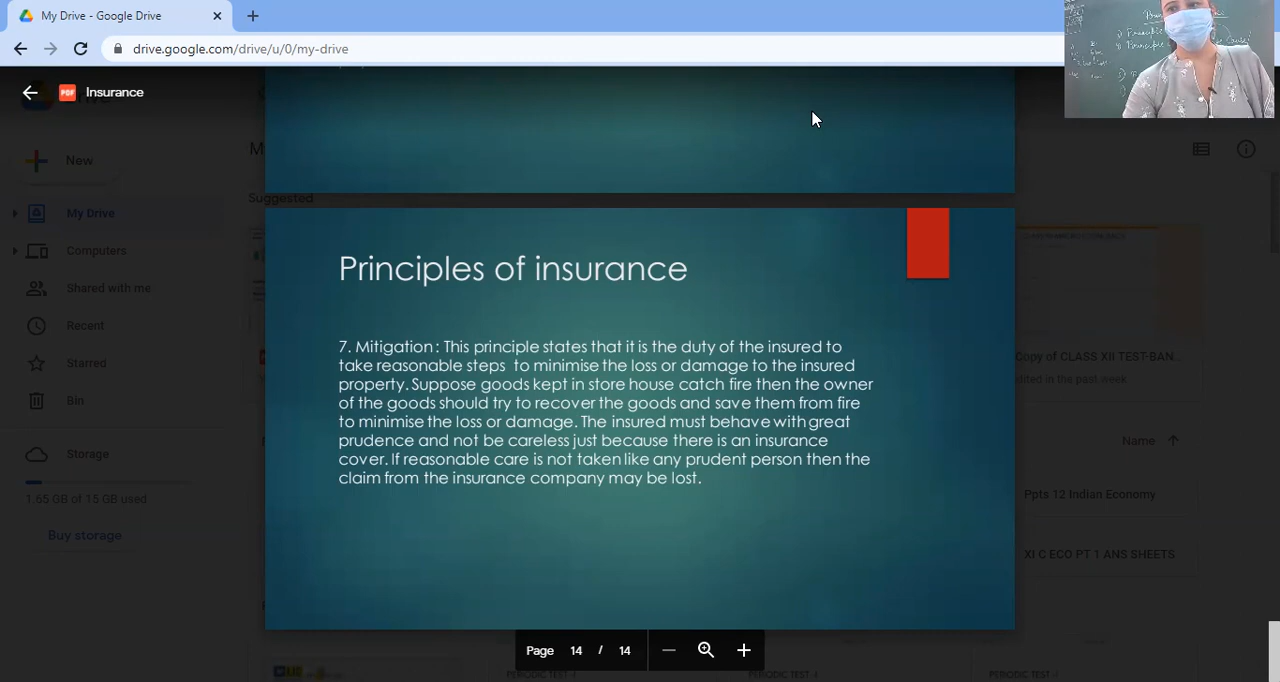 My Drive - Google Drive
drive.google.com/drive/u/0/my-drive
PDF Insurance
New
Suggested
My Drive
Computers
Shared with me
Recent
Starred
Bin
Storage
1.65 GB of 15 GB used
Buy storage
Principles of insurance
7. Mitigation : This principle states that it is the duty of the insured to
take reasonable steps to minimise the loss or damage to the insured
property. Suppose goods kept in store house catch fire then the owner
of the goods should try to recover the goods and save them from fire
to minimise the loss or damage. The insured must behave with great
prudence and not be careless just because there is an insurance
cover. If reasonable care is not taken like any prudent person then the
claim from the insurance company may be lost.
Copy of CLASS XII TEST-BAN...
dited in the past week
Name
Ppts 12 Indian Economy
XI C ECO PT 1 ANS SHEETS
Page 14 / 14